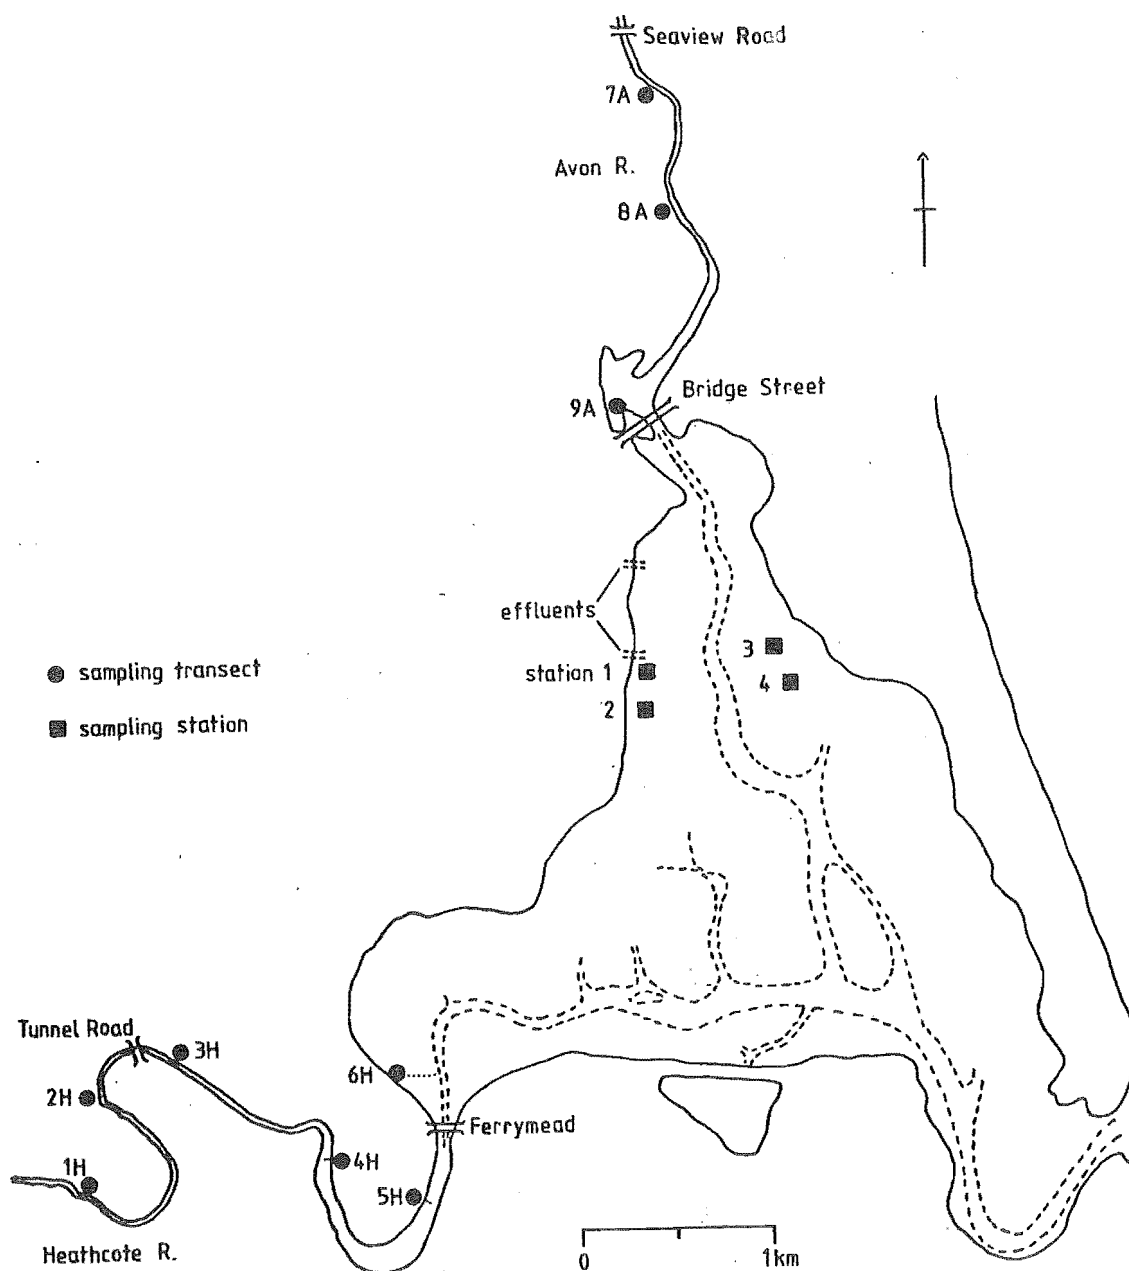 Seaview Road
7A
Avon R.
8A
Bridge Street
9A
effluents
station 1
2
3
4
sampling transect
sampling station
Tunnel Road
3H
2H
6H
1H
4H
5H
Ferrymead
Heathcote R.
0
1km